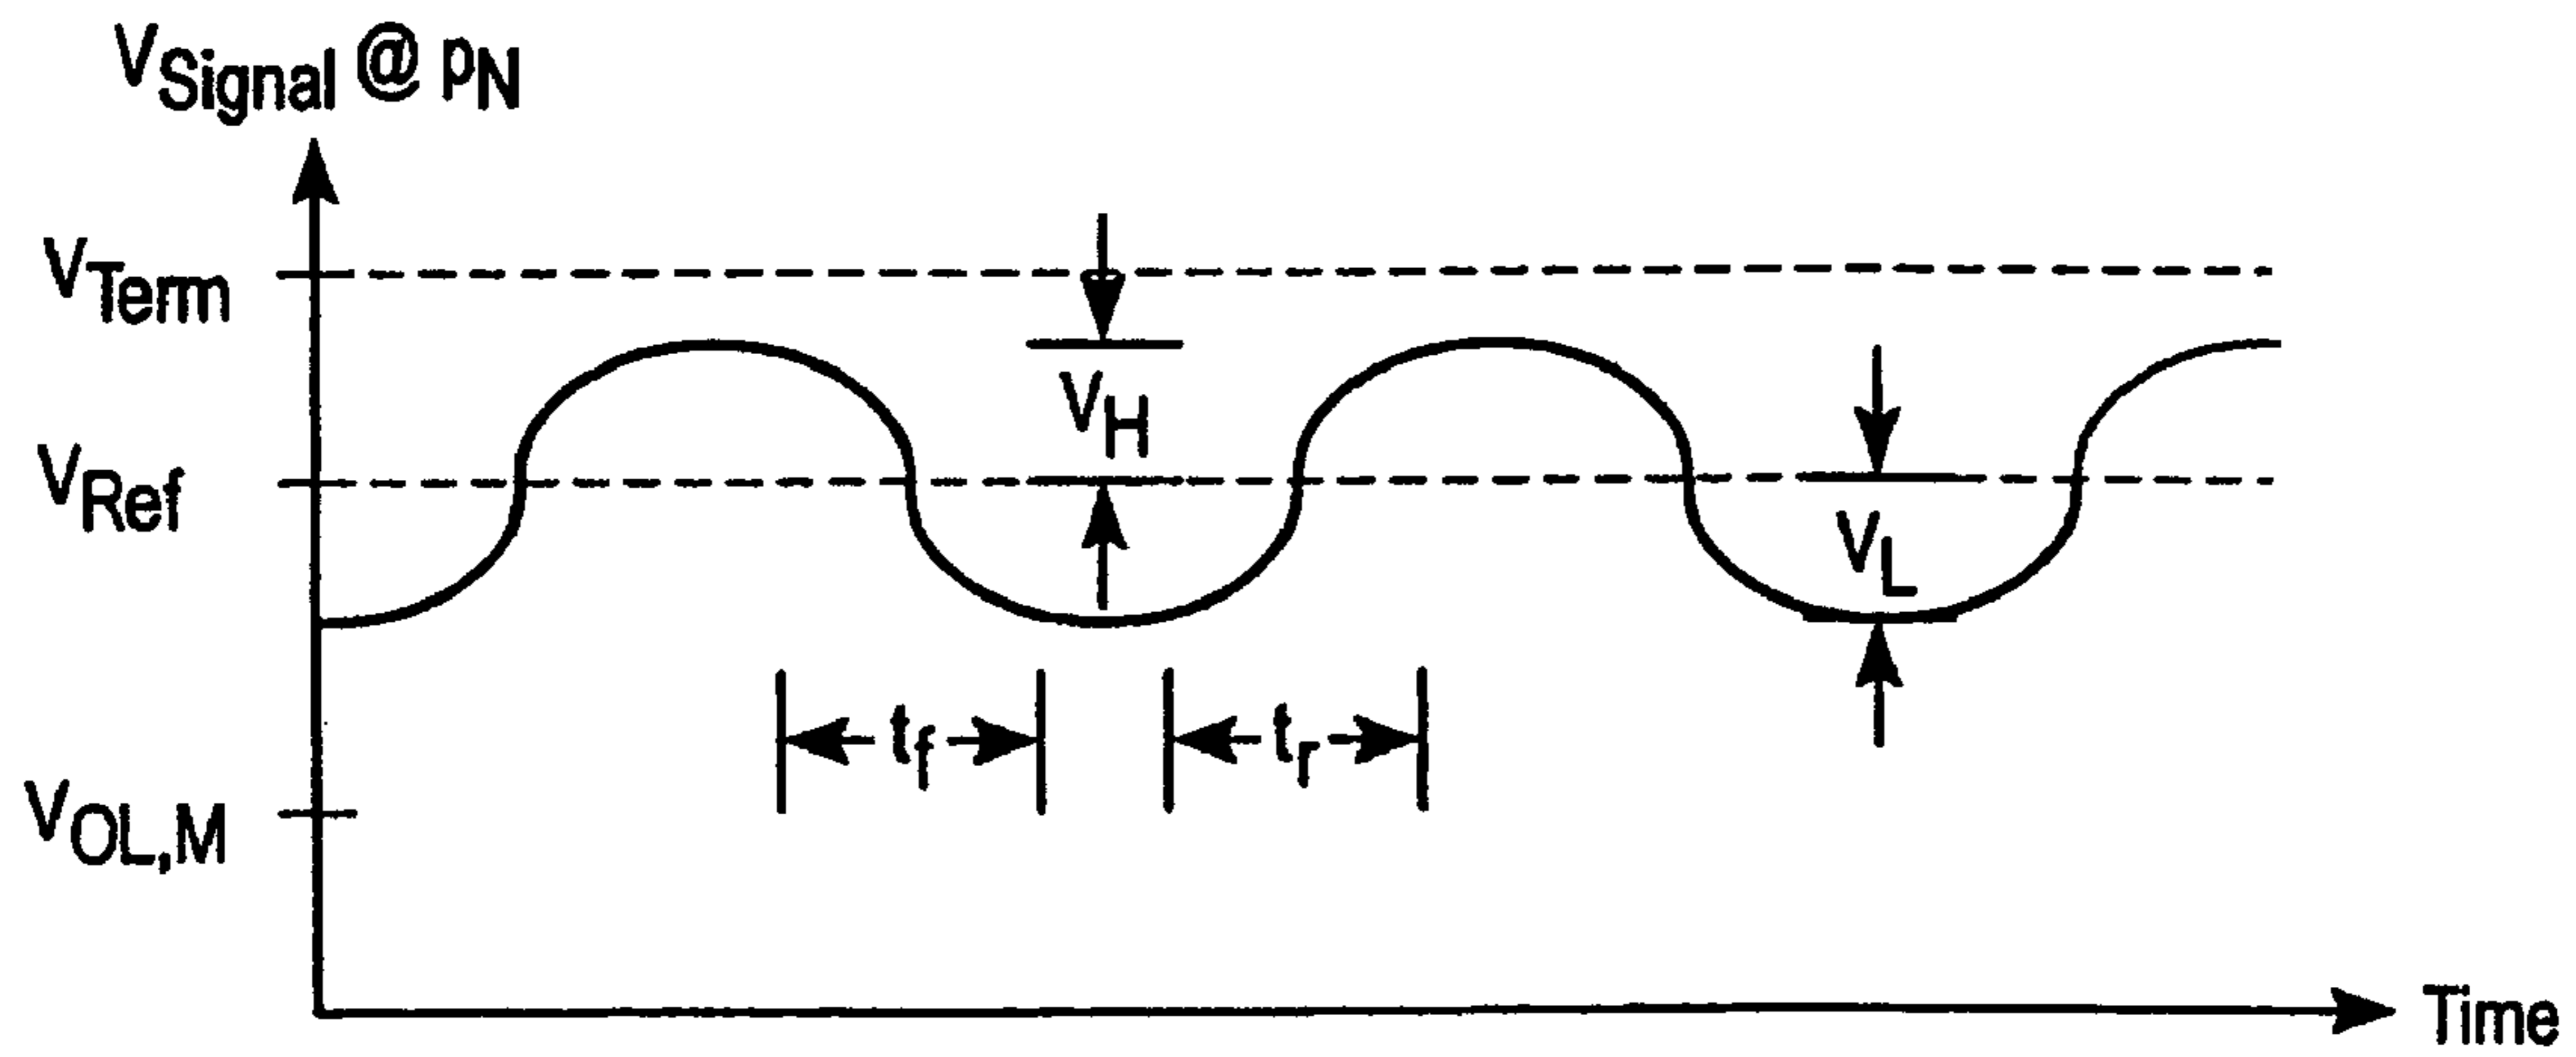 VSignal @ pN
VTerm
VH
VRef
VL
tf
tr
VOL,M
Time